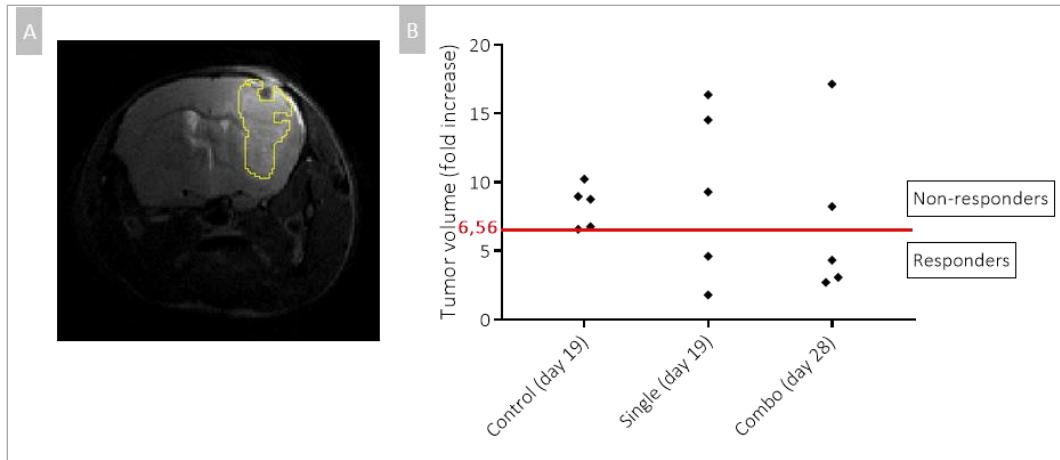 A
B
Tumor volume (fold increase)
20
15
10
5
0
6,56
Non-responders
Responders
Control (day 19)
Single (day 19)
Combo (day 28)